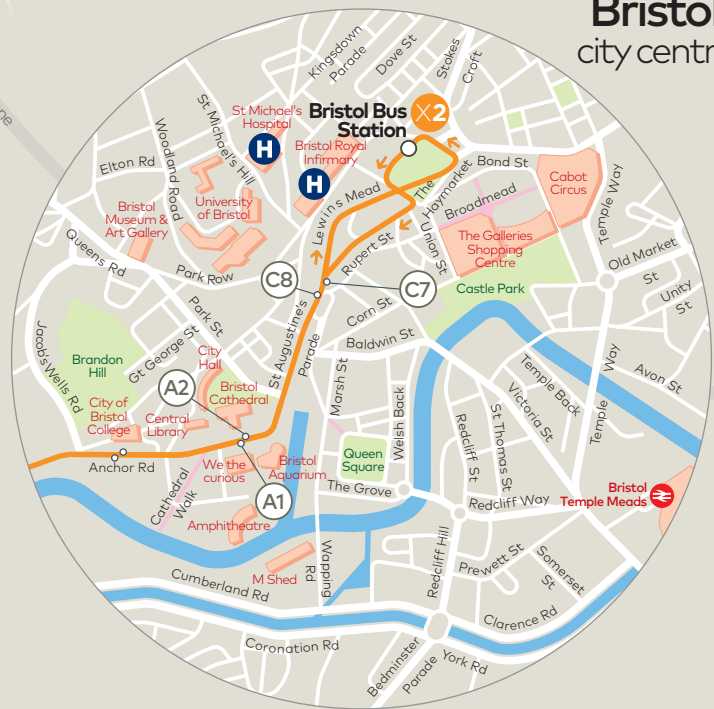 Bristol
city centr
ne
Kingsdown
Parade
Dove St
Stokes
Croft
St Michael's
Hospital
H
Bristol Bus
Station
X2
St Michael's Hill
Woodland Road
Elton Rd
Bristol Royal
Infirmary
H
Bond St
Cabot
Circus
Temple Way
University
of Bristol
Bristol
Museum &
Art Gallery
Lewins Mead
The
Haymarket
Broadmead
Union St
The Galleries
Shopping
Centre
Old Market
St
Unity
St
Queens Rd
Park Row
Rupert St
C8
C7
Castle Park
Park St
Corn St
Baldwin St
St Augustine's
Parade
Jacob's Wells Rd
Brandon
Hill
Gt George St
City
Hall
A2
Bristol
Cathedral
Marsh St
Welsh Back
Temple Back
Victoria St
Temple Way
Avon St
City of
Bristol
College
Central
Library
Redcliff St
St Thomas St
Queen
Square
Anchor Rd
We the
curious
Bristol
Aquarium
Cathedral
Walk
A1
The Grove
Redcliff Way
Bristol
Temple Meads
Amphitheatre
M Shed
Wapping
Rd
Redcliff Hill
Prewett St
Somerset
St
Cumberland Rd
Clarence Rd
Coronation Rd
Bedminster
Parade
York Rd